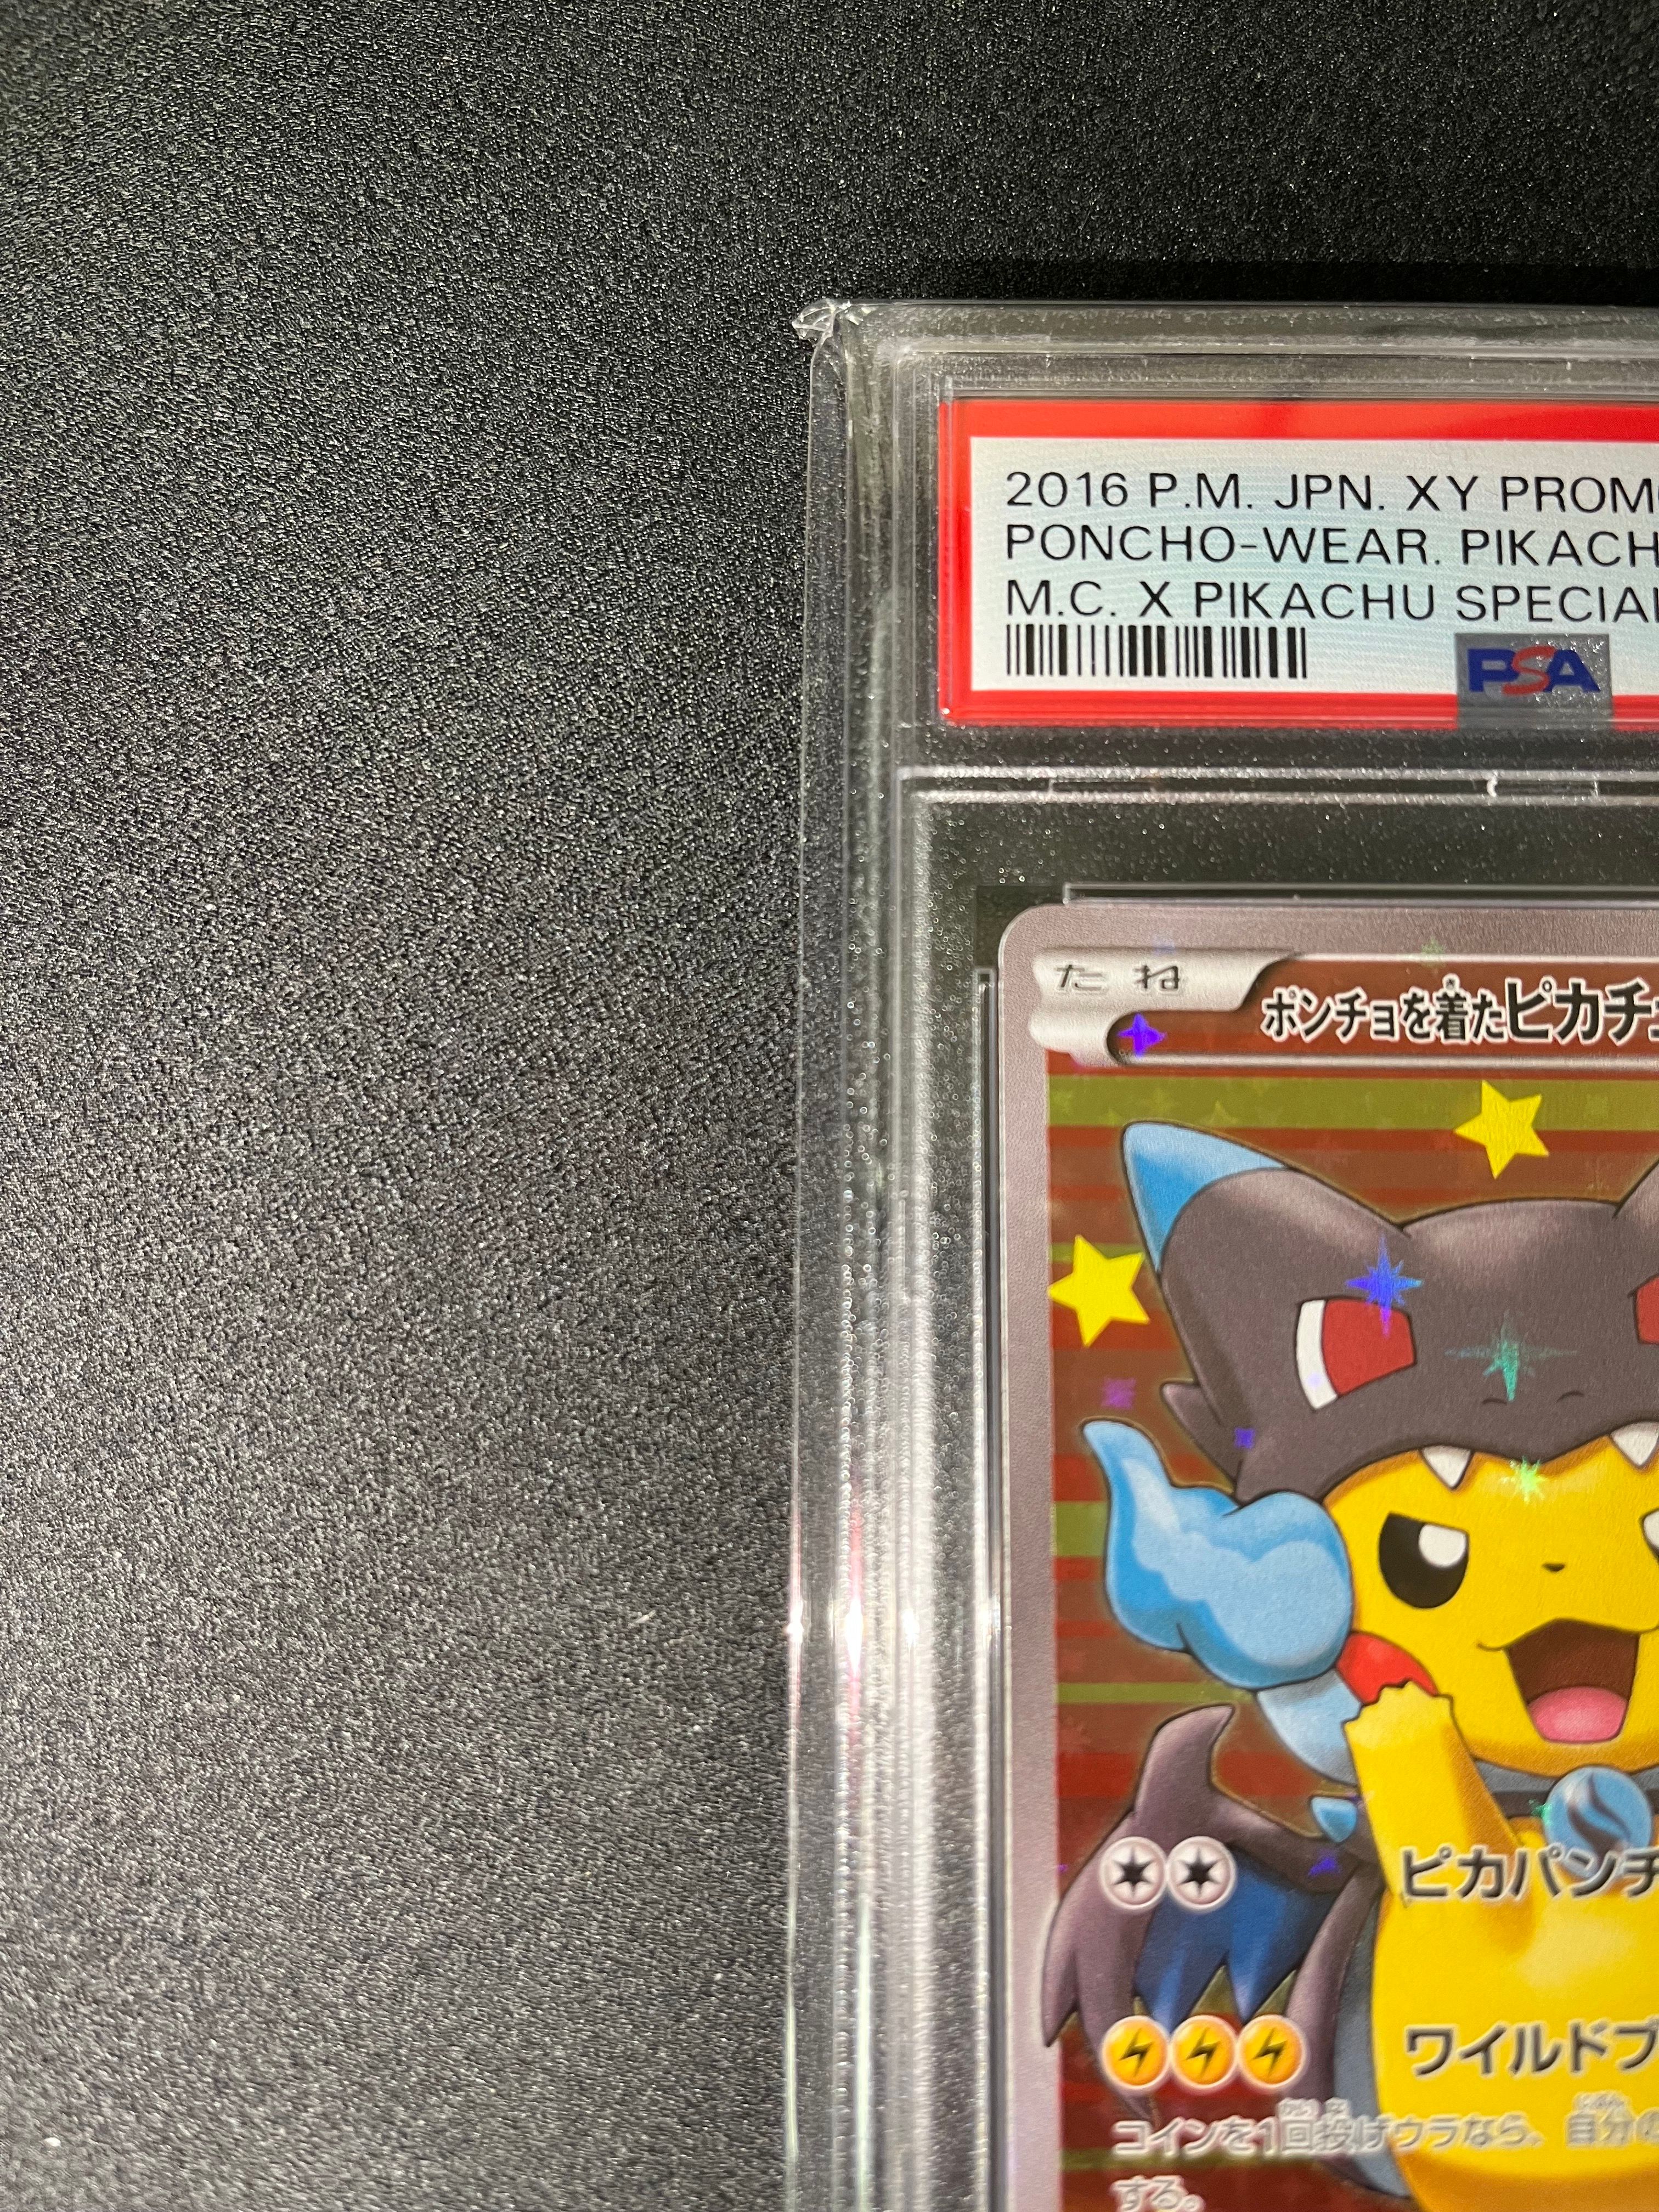 2016 P.M. JPN. XY PROM
PONCHO-WEAR. PIKACH
M.C. X PIKACHU SPECIAL
PSA
たね
ポンチョを着たピカチュ
ピカパンチ
ワイルドブ
コインを1回投げウラなら、自分の
する。